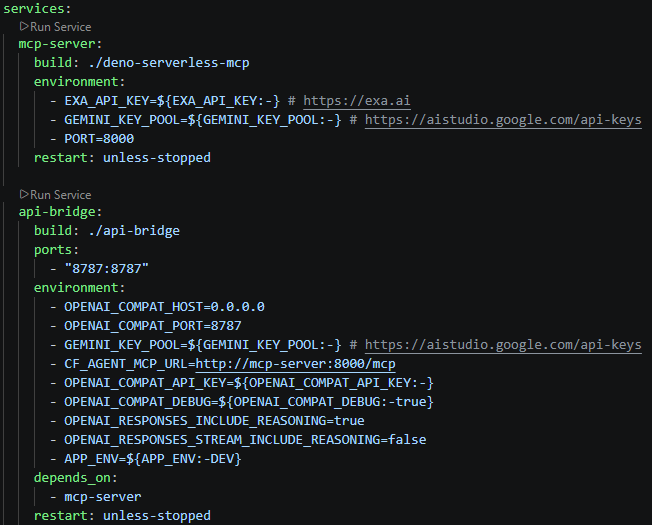 services:
▷Run Service
  mcp-server:
    build: ./deno-serverless-mcp
    environment:
      - EXA_API_KEY=${EXA_API_KEY:-} # https://exa.ai
      - GEMINI_KEY_POOL=${GEMINI_KEY_POOL:-} # https://aistudio.google.com/api-keys
      - PORT=8000
    restart: unless-stopped

▷Run Service
  api-bridge:
    build: ./api-bridge
    ports:
      - "8787:8787"
    environment:
      - OPENAI_COMPAT_HOST=0.0.0.0
      - OPENAI_COMPAT_PORT=8787
      - GEMINI_KEY_POOL=${GEMINI_KEY_POOL:-} # https://aistudio.google.com/api-keys
      - CF_AGENT_MCP_URL=http://mcp-server:8000/mcp
      - OPENAI_COMPAT_API_KEY=${OPENAI_COMPAT_API_KEY:-}
      - OPENAI_COMPAT_DEBUG=${OPENAI_COMPAT_DEBUG:-true}
      - OPENAI_RESPONSES_INCLUDE_REASONING=true
      - OPENAI_RESPONSES_STREAM_INCLUDE_REASONING=false
      - APP_ENV=${APP_ENV:-DEV}
    depends_on:
      - mcp-server
    restart: unless-stopped